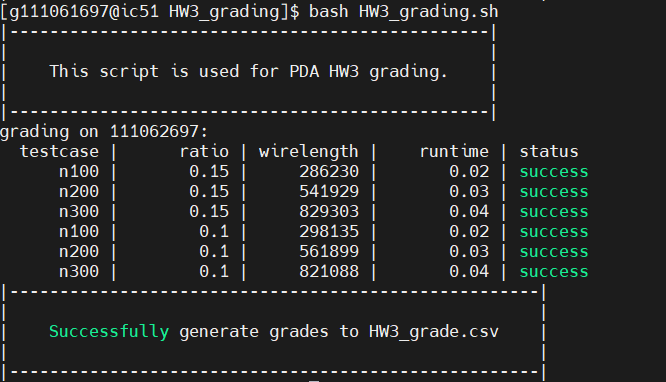 [g111061697@ic51 HW3_grading]$ bash HW3_grading.sh
|------------------------------------------------|
|                                                |
|    This script is used for PDA HW3 grading.    |
|                                                |
|------------------------------------------------|
grading on 111062697:
  testcase |      ratio | wirelength |    runtime | status
      n100 |       0.15 |     286230 |       0.02 | success
      n200 |       0.15 |     541929 |       0.03 | success
      n300 |       0.15 |     829303 |       0.04 | success
      n100 |        0.1 |     298135 |       0.02 | success
      n200 |        0.1 |     561899 |       0.03 | success
      n300 |        0.1 |     821088 |       0.04 | success
|-----------------------------------------------------|
|                                                     |
|    Successfully generate grades to HW3_grade.csv    |
|                                                     |
|-----------------------------------------------------|